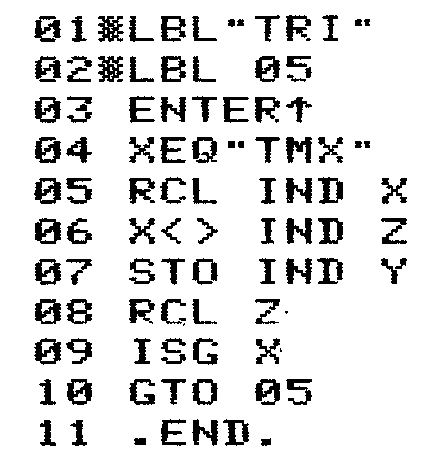 01※LBL"TRI"
02※LBL 05
03 ENTER↑
04 XEQ"TMX"
05 RCL IND X
06 X<> IND Z
07 STO IND Y
08 RCL Z
09 ISG X
10 GTO 05
11 .END.